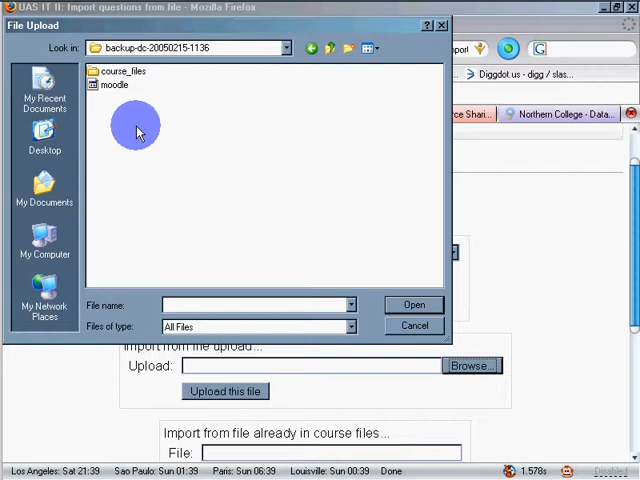 UAS IT II: Import questions from file - Mozilla Firefox
File Upload
Look in: backup-dc-20050215-1136
course_files
moodle
My Recent
Documents
Desktop
My Documents
My Computer
My Network
Places
File name:
Open
Files of type: All Files
Cancel
Diggdot.us - digg / slas...
rce Shari...
Northern College - Data...
Import from file upload...
Upload:
Browse...
Upload this file
Import from file already in course files...
File:
Los Angeles: Sat 21:39 Sao Paulo: Sun 01:39 Paris: Sun 06:39 Louisville: Sun 00:39 Done
1.578s
Disabled